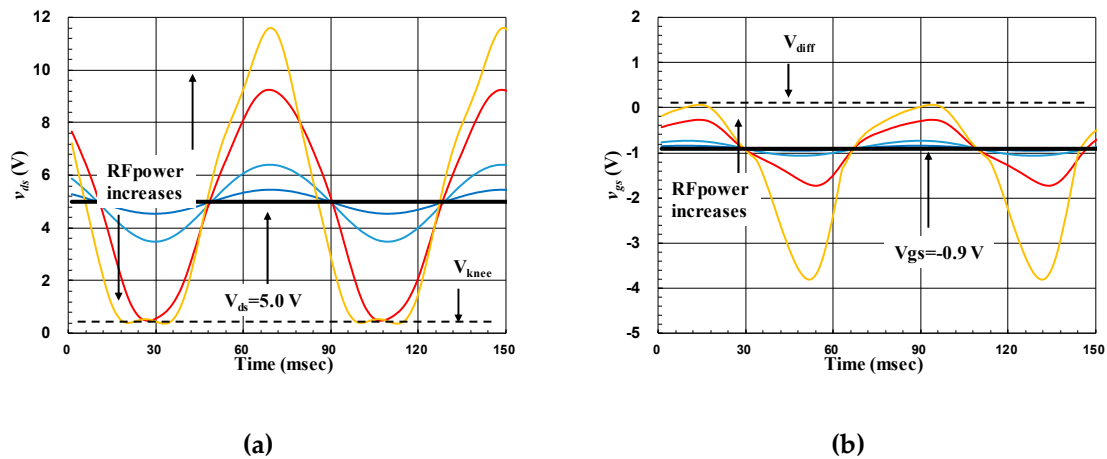 12
10
8
6
4
2
0
v_ds (V)
RFpower
increases
V_knee
V_ds=5.0 V
0 30 60 90 120 150
Time (msec)
(a)
2
1
0
-1
-2
-3
-4
-5
v_gs (V)
V_diff
RFpower
increases
Vgs=-0.9 V
0 30 60 90 120 150
Time (msec)
(b)